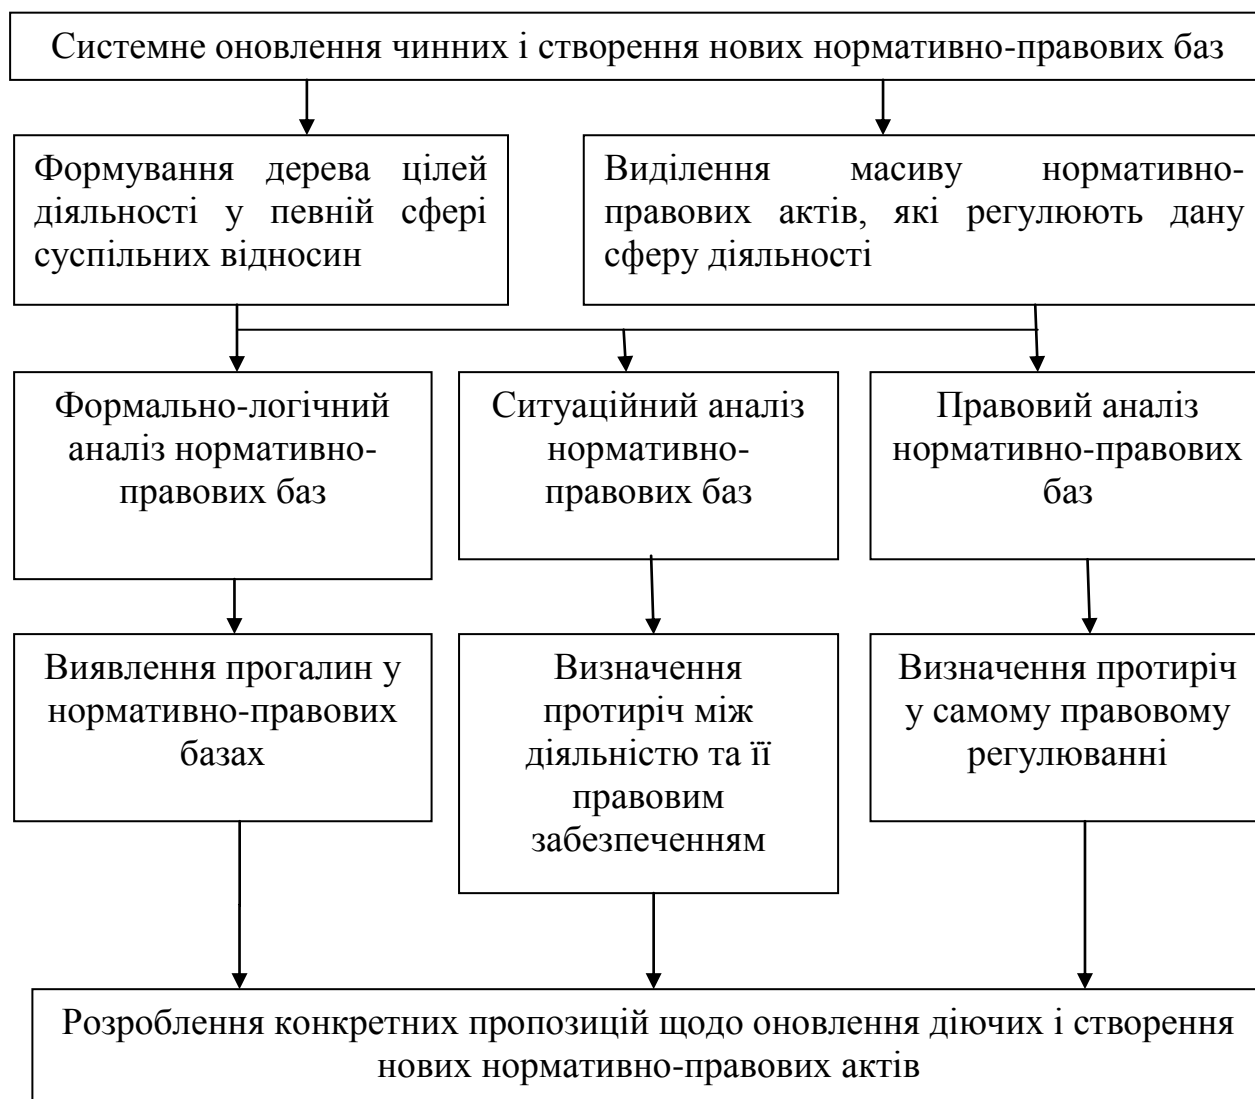 Системне оновлення чинних і створення нових нормативно-правових баз
Формування дерева цілей
діяльності у певній сфері
суспільних відносин
Виділення масиву нормативно-
правових актів, які регулюють дану
сферу діяльності
Формально-логічний
аналіз нормативно-
правових баз
Ситуаційний аналіз
нормативно-
правових баз
Правовий аналіз
нормативно-правових
баз
Виявлення прогалин у
нормативно-правових
базах
Визначення
протиріч між
діяльністю та її
правовим
забезпеченням
Визначення протиріч
у самому правовому
регулюванні
Розроблення конкретних пропозицій щодо оновлення діючих і створення
нових нормативно-правових актів